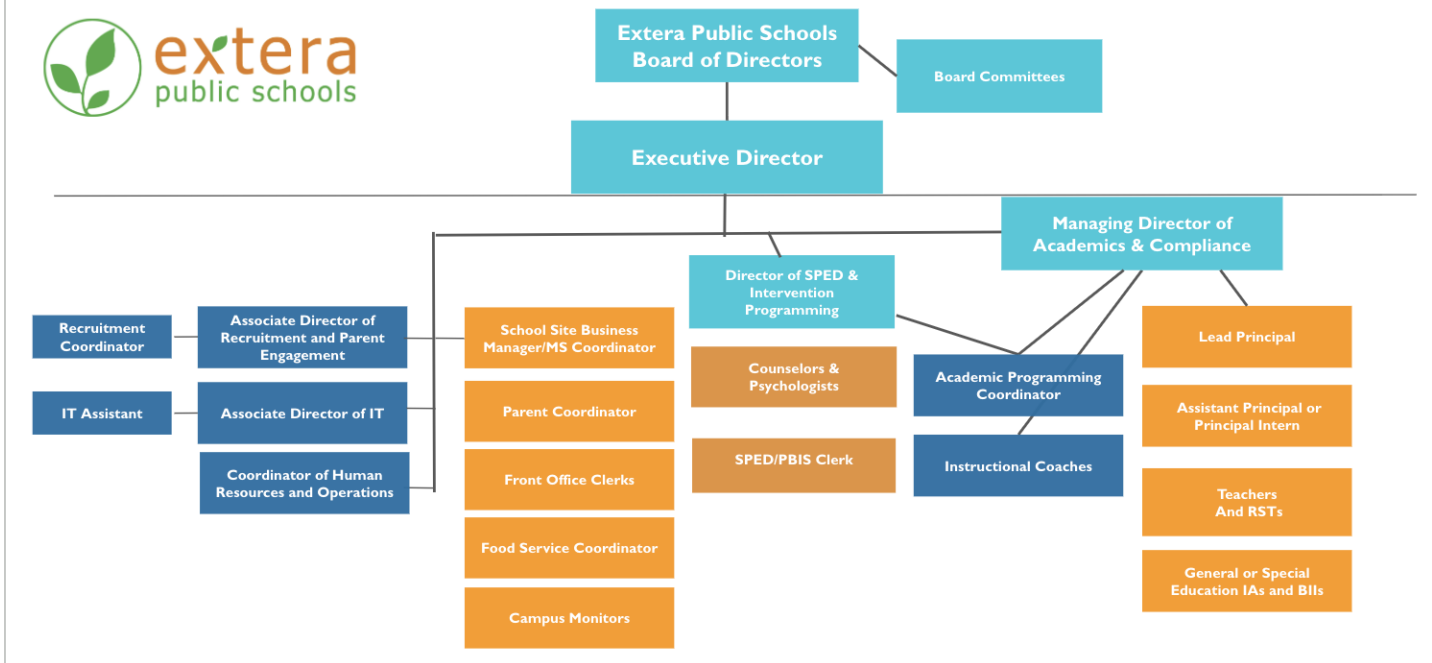 extera
public schools
Extera Public Schools
Board of Directors
Board Committees
Executive Director
Managing Director of
Academics & Compliance
Director of SPED &
Intervention
Programming
Recruitment
Coordinator
Associate Director of
Recruitment and Parent
Engagement
School Site Business
Manager/MS Coordinator
Lead Principal
Counselors &
Psychologists
Academic Programming
Coordinator
IT Assistant
Associate Director of IT
Parent Coordinator
Assistant Principal or
Principal Intern
SPED/PBIS Clerk
Instructional Coaches
Coordinator of Human
Resources and Operations
Front Office Clerks
Teachers
And RSTs
Food Service Coordinator
General or Special
Education IAs and BIIs
Campus Monitors